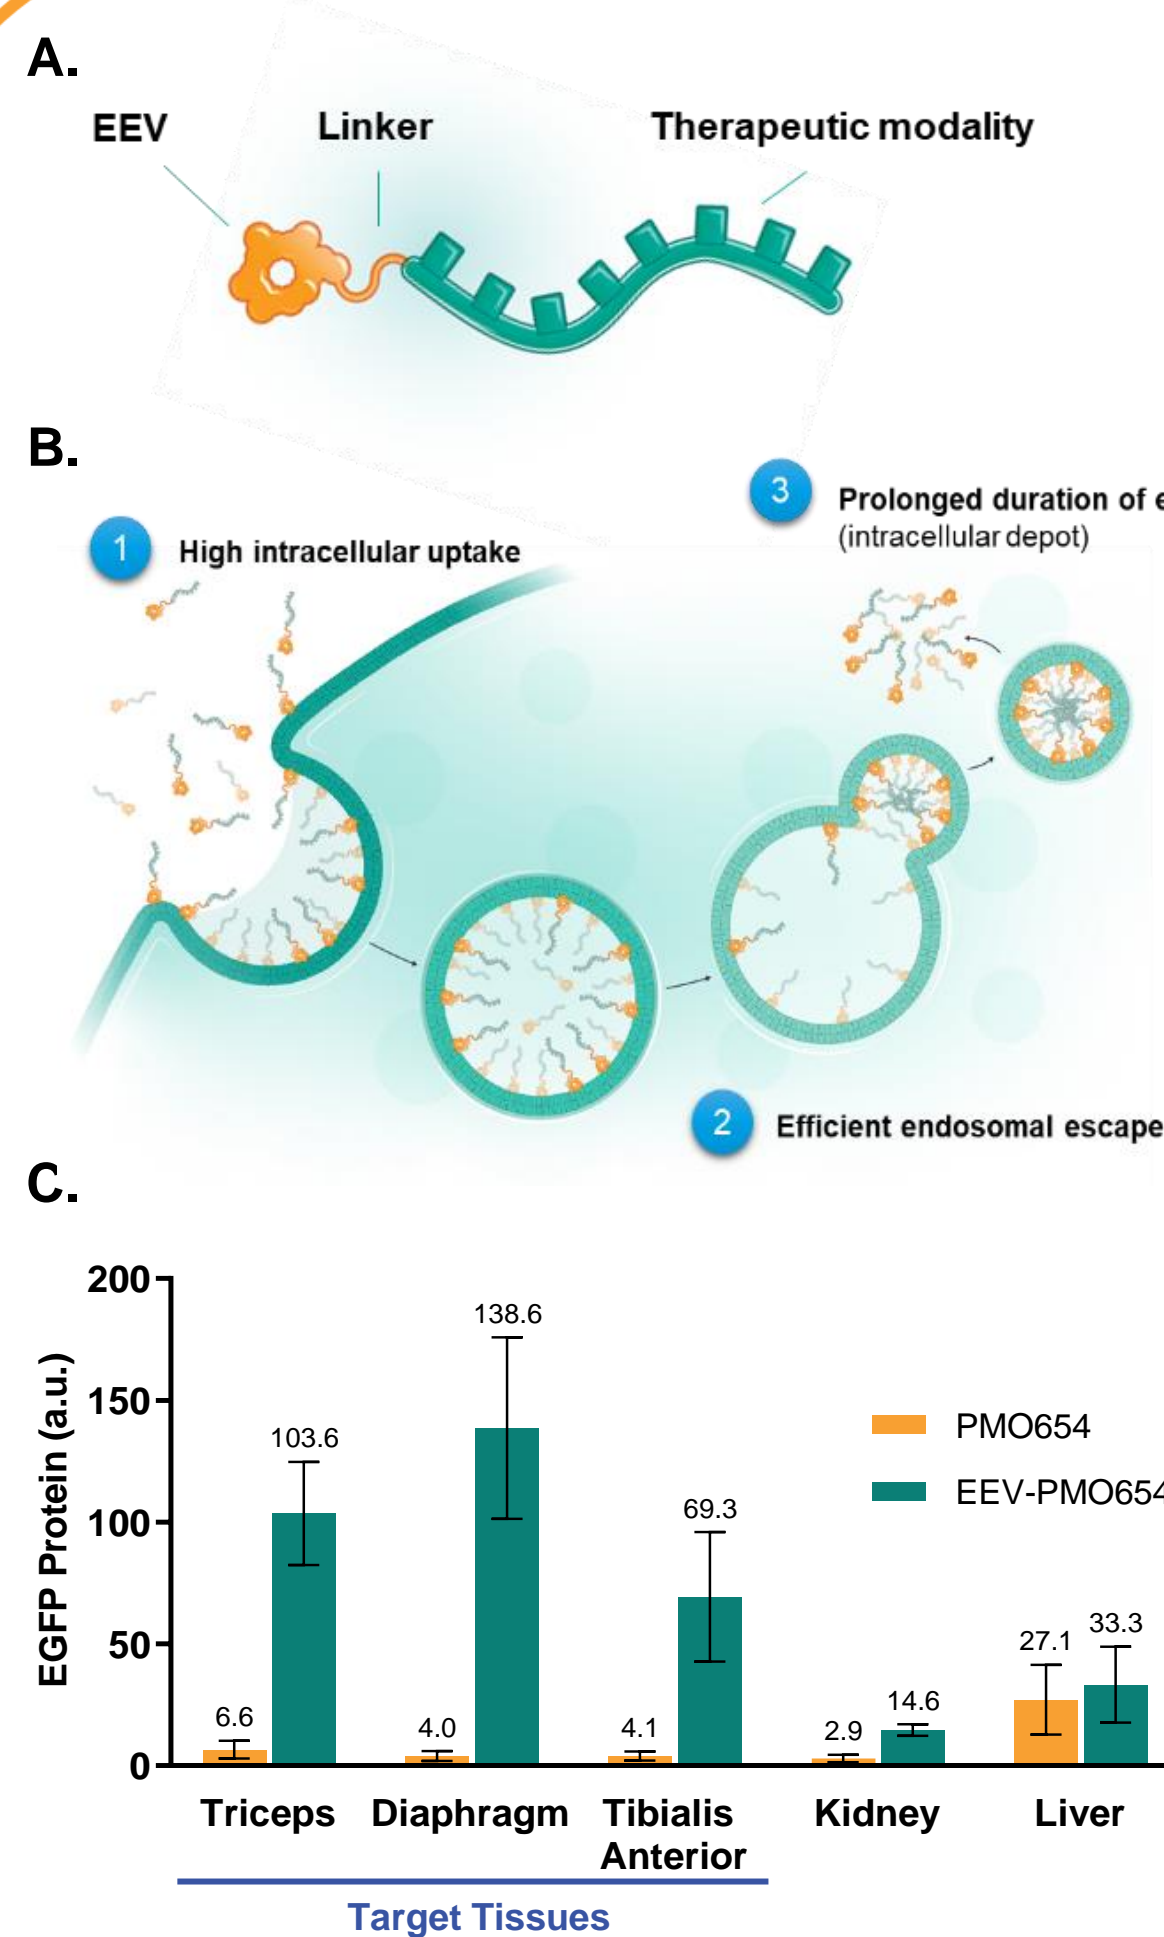 A.
EEV
Linker
Therapeutic modality
B.
3
Prolonged duration of e
(intracellular depot)
1
High intracellular uptake
2
Efficient endosomal escape
C.
EGFP Protein (a.u.)
200
150
100
50
0
6.6
103.6
4.0
138.6
4.1
69.3
2.9
14.6
27.1
33.3
PMO654
EEV-PMO654
Triceps
Diaphragm
Tibialis
Anterior
Kidney
Liver
Target Tissues